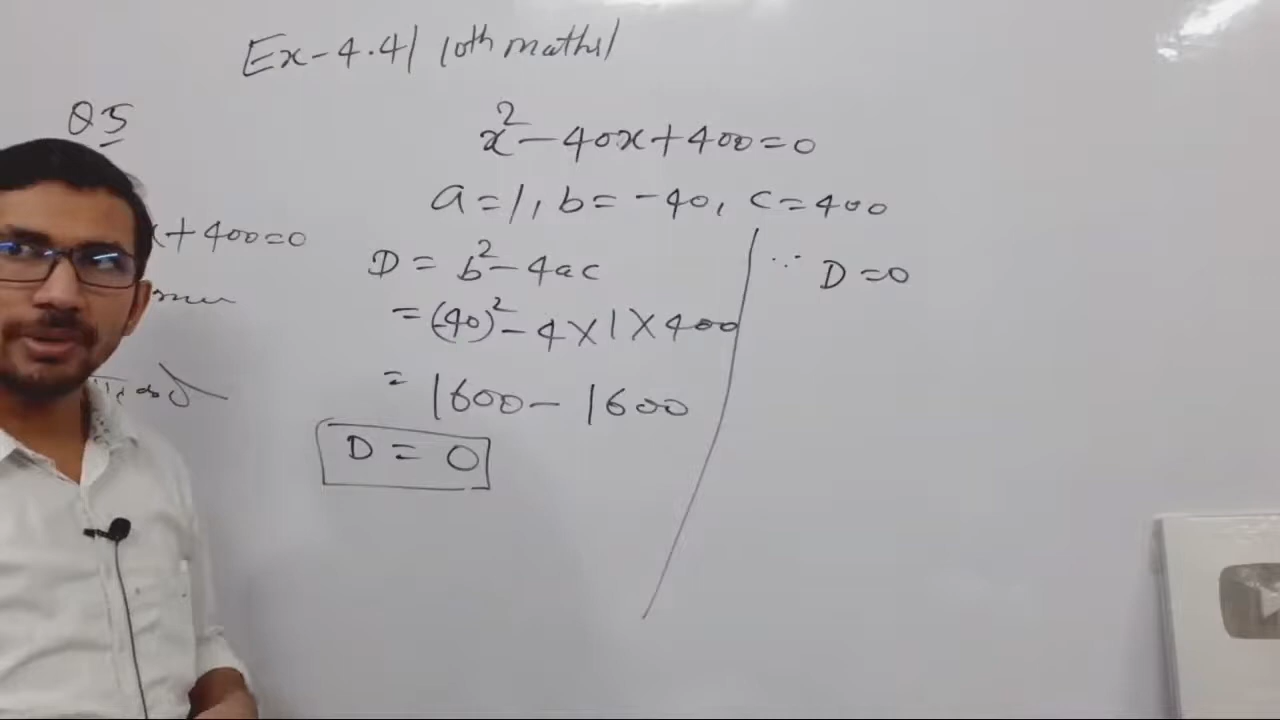 Ex-4.4/ 10th maths/
Q5
x²-40x+400=0
a=1, b=-40, c=400
x+400=0
D = b²-4ac
∵ D=0
=(-40)²-4×1×400
= 1600-1600
D = 0